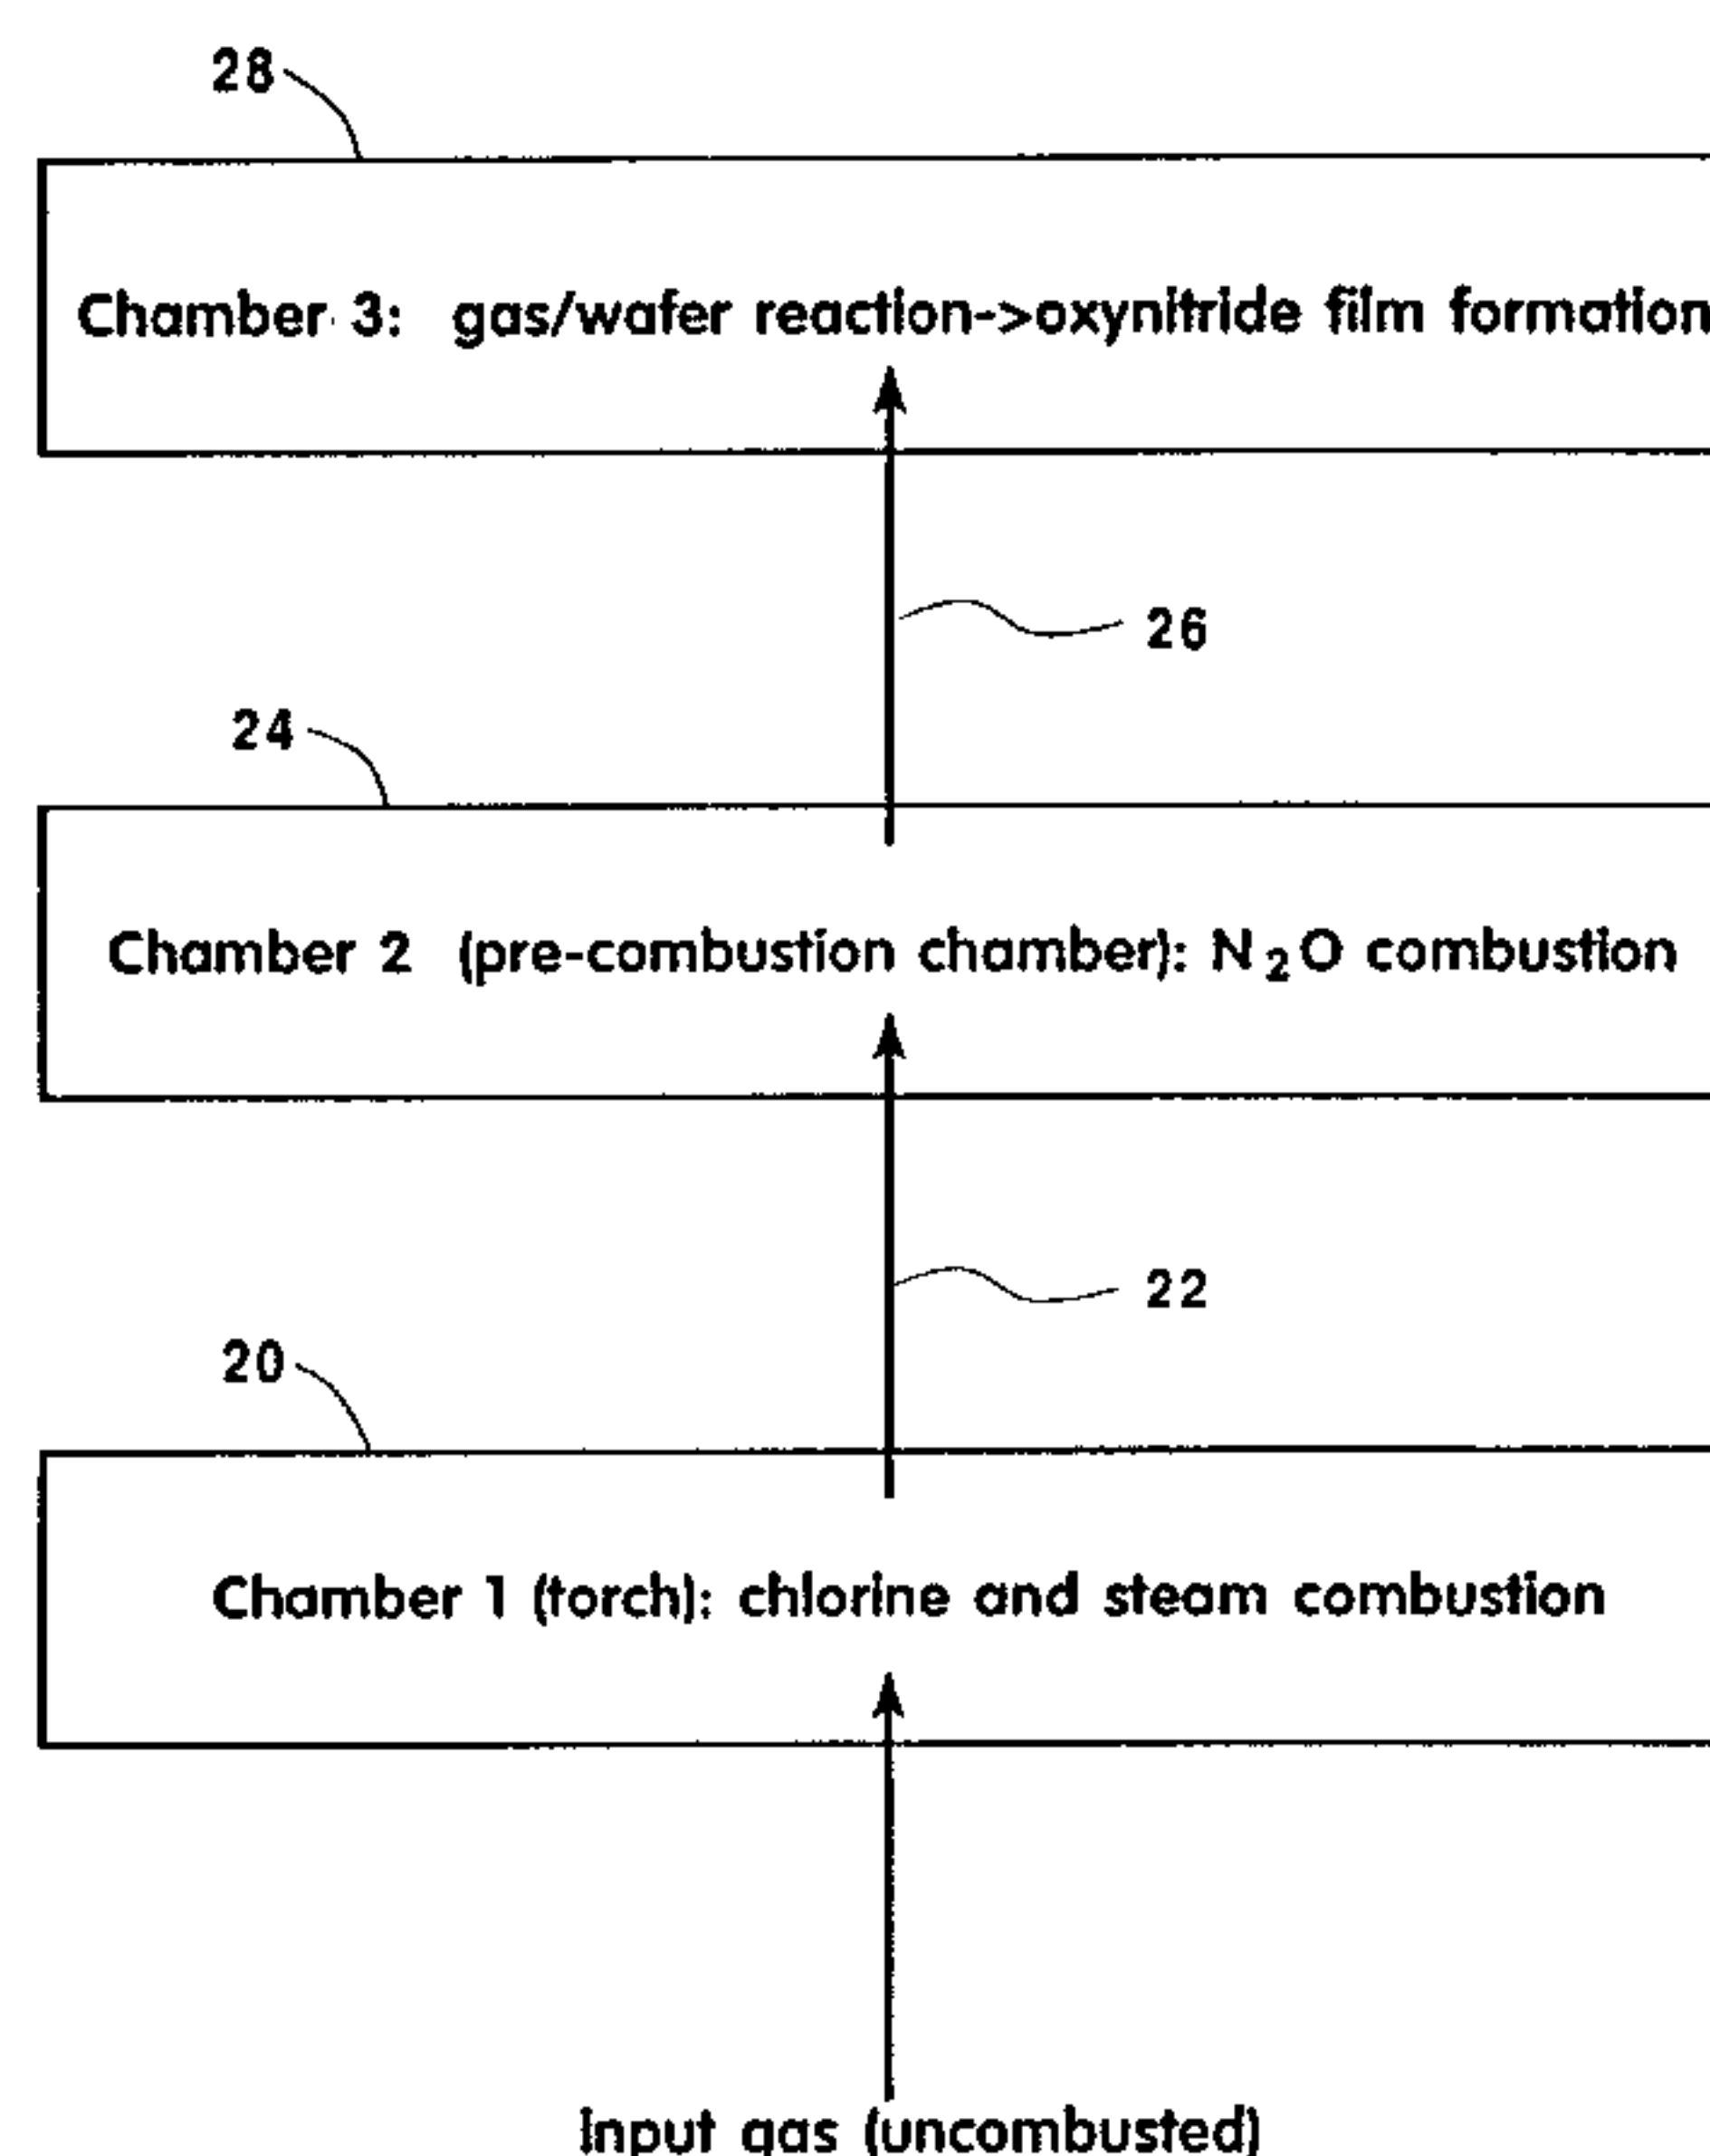 28
Chamber 3: gas/wafer reaction->oxynitride film formation
26
24
Chamber 2 (pre-combustion chamber): N₂O combustion
22
20
Chamber 1 (torch): chlorine and steam combustion
Input gas (uncombusted)